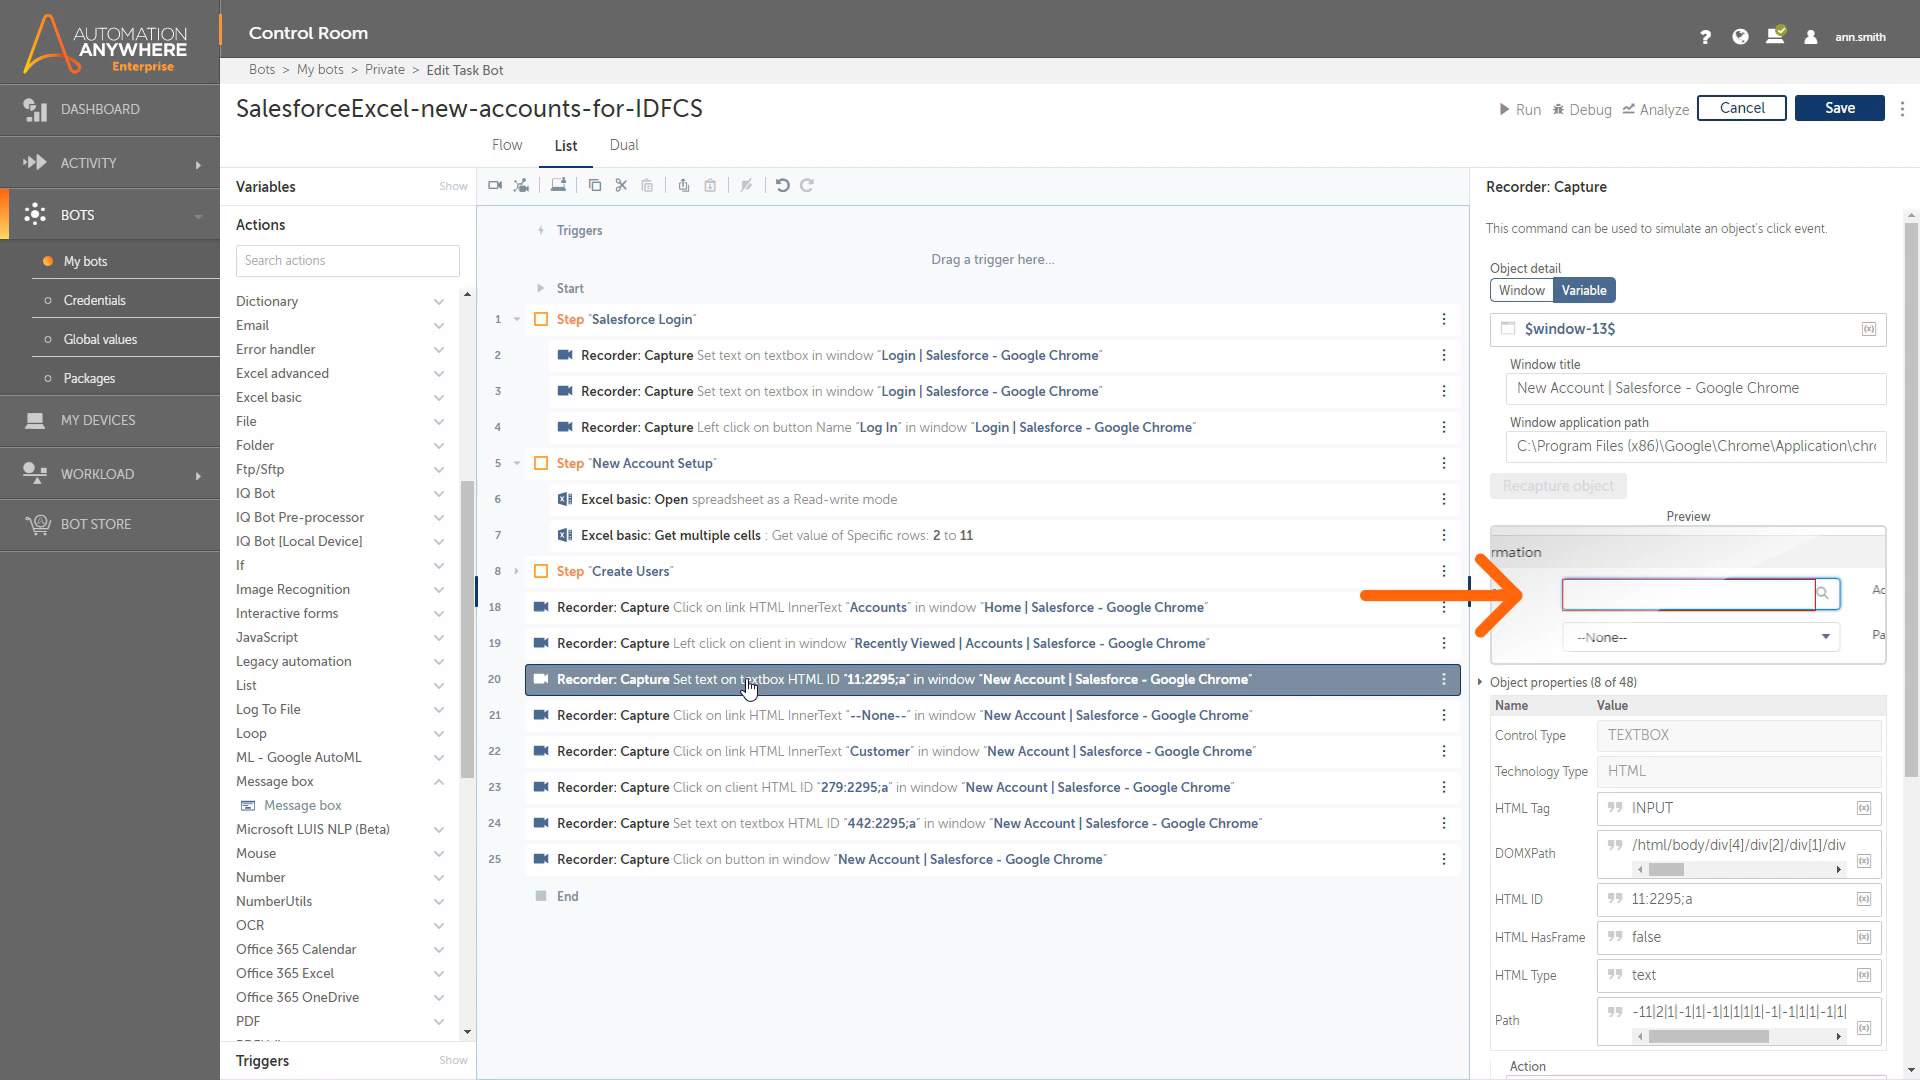 AUTOMATION
ANYWHERE
Enterprise
Control Room
? ann.smith
Bots > My bots > Private > Edit Task Bot
SalesforceExcel-new-accounts-for-IDFCS
Run Debug Analyze Cancel Save
Flow List Dual
DASHBOARD
ACTIVITY
BOTS
My bots
Credentials
Global values
Packages
MY DEVICES
WORKLOAD
BOT STORE
Variables Show
Actions
Search actions
Dictionary
Email
Error handler
Excel advanced
Excel basic
File
Folder
Ftp/Sftp
IQ Bot
IQ Bot Pre-processor
IQ Bot [Local Device]
If
Image Recognition
Interactive forms
JavaScript
Legacy automation
List
Log To File
Loop
ML - Google AutoML
Message box
Message box
Microsoft LUIS NLP (Beta)
Mouse
Number
NumberUtils
OCR
Office 365 Calendar
Office 365 Excel
Office 365 OneDrive
PDF
Triggers Show
Triggers
Drag a trigger here...
Start
1 Step "Salesforce Login"
2 Recorder: Capture Set text on textbox in window "Login | Salesforce - Google Chrome"
3 Recorder: Capture Set text on textbox in window "Login | Salesforce - Google Chrome"
4 Recorder: Capture Left click on button Name "Log In" in window "Login | Salesforce - Google Chrome"
5 Step "New Account Setup"
6 Excel basic: Open spreadsheet as a Read-write mode
7 Excel basic: Get multiple cells : Get value of Specific rows: 2 to 11
8 Step "Create Users"
18 Recorder: Capture Click on link HTML InnerText "Accounts" in window "Home | Salesforce - Google Chrome"
19 Recorder: Capture Left click on client in window "Recently Viewed | Accounts | Salesforce - Google Chrome"
20 Recorder: Capture Set text on textbox HTML ID "11:2295;a" in window "New Account | Salesforce - Google Chrome"
21 Recorder: Capture Click on link HTML InnerText "--None--" in window "New Account | Salesforce - Google Chrome"
22 Recorder: Capture Click on link HTML InnerText "Customer" in window "New Account | Salesforce - Google Chrome"
23 Recorder: Capture Click on client HTML ID "279:2295;a" in window "New Account | Salesforce - Google Chrome"
24 Recorder: Capture Set text on textbox HTML ID "442:2295;a" in window "New Account | Salesforce - Google Chrome"
25 Recorder: Capture Click on button in window "New Account | Salesforce - Google Chrome"
End
Recorder: Capture
This command can be used to simulate an object's click event.
Object detail
Window Variable
$window-13$ (x)
Window title
New Account | Salesforce - Google Chrome
Window application path
C:\Program Files (x86)\Google\Chrome\Application\chr
Recapture object
Preview
rmation
Ac
--None-- Pa
Object properties (8 of 48)
Name Value
Control Type TEXTBOX
Technology Type HTML
HTML Tag INPUT (x)
DOMXPath /html/body/div[4]/div[2]/div[1]/div (x)
HTML ID 11:2295;a (x)
HTML HasFrame false (x)
HTML Type text (x)
Path -11|2|1|-1|1|-1|1|1|1|1|-1|-1|1|1|-1|1| (x)
Action